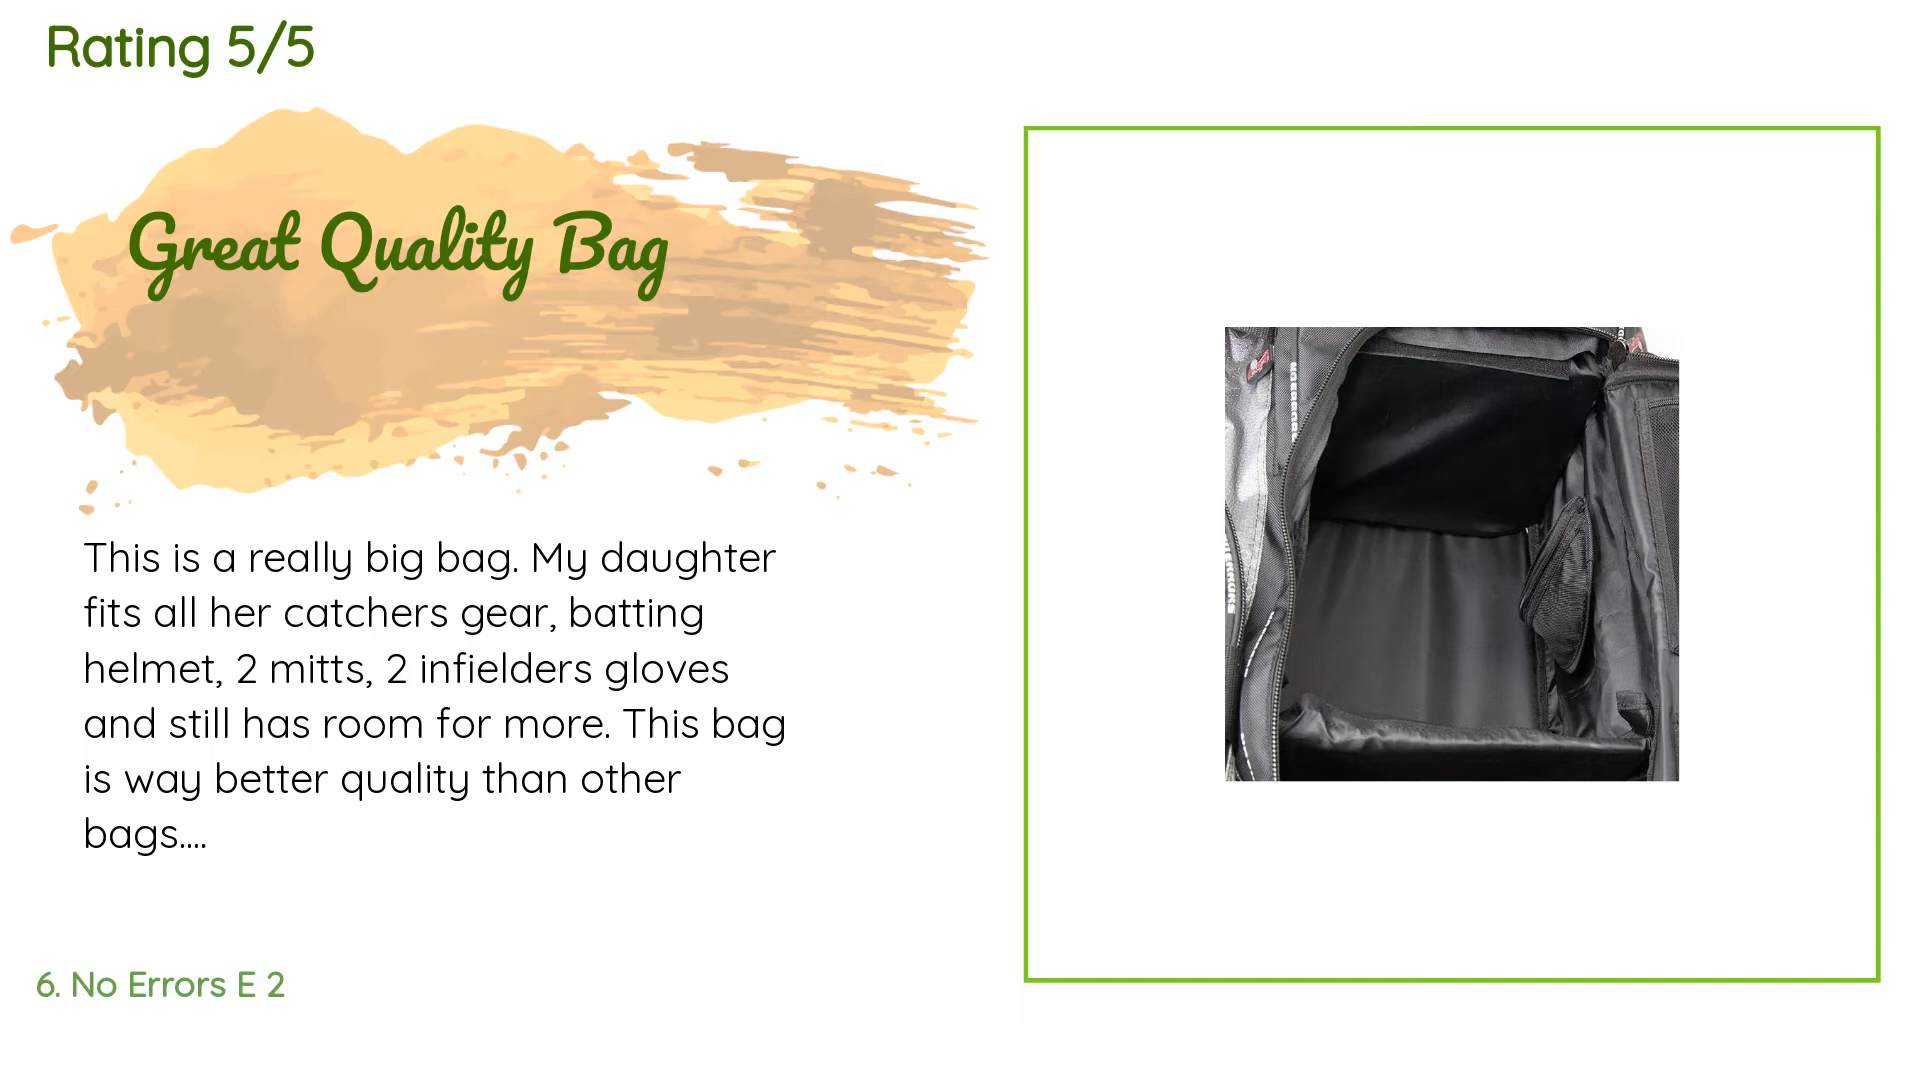 Rating 5/5
Great Quality Bag
This is a really big bag. My daughter
fits all her catchers gear, batting
helmet, 2 mitts, 2 infielders gloves
and still has room for more. This bag
is way better quality than other
bags....
6. No Errors E 2